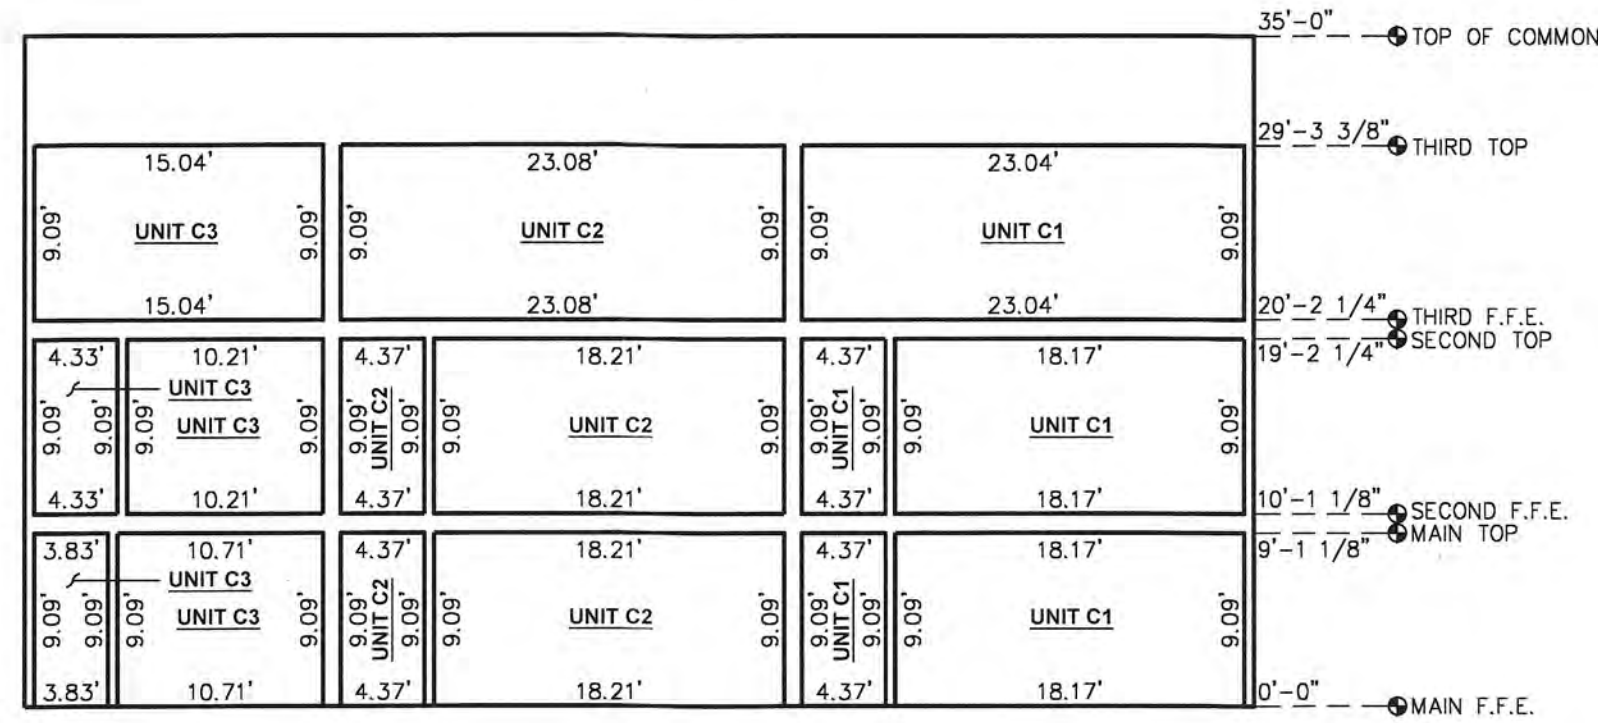 35'-0"
TOP OF COMMON
29'-3 3/8"
THIRD TOP
15.04' 23.08' 23.04'
9.09' UNIT C3 9.09' 9.09' UNIT C2 9.09' 9.09' UNIT C1 9.09'
15.04' 23.08' 23.04'
20'-2 1/4"
THIRD F.F.E.
SECOND TOP
19'-2 1/4"
4.33' 10.21' 4.37' 18.21' 4.37' 18.17'
UNIT C3
9.09' 9.09' 9.09' UNIT C3 9.09' 9.09' UNIT C2 9.09' 9.09' UNIT C2 9.09' 9.09' UNIT C1 9.09' 9.09' UNIT C1 9.09'
4.33' 10.21' 4.37' 18.21' 4.37' 18.17'
10'-1 1/8"
SECOND F.F.E.
MAIN TOP
9'-1 1/8"
3.83' 10.71' 4.37' 18.21' 4.37' 18.17'
UNIT C3
9.09' 9.09' 9.09' UNIT C3 9.09' 9.09' UNIT C2 9.09' 9.09' UNIT C2 9.09' 9.09' UNIT C1 9.09' 9.09' UNIT C1 9.09'
3.83' 10.71' 4.37' 18.21' 4.37' 18.17'
0'-0"
MAIN F.F.E.